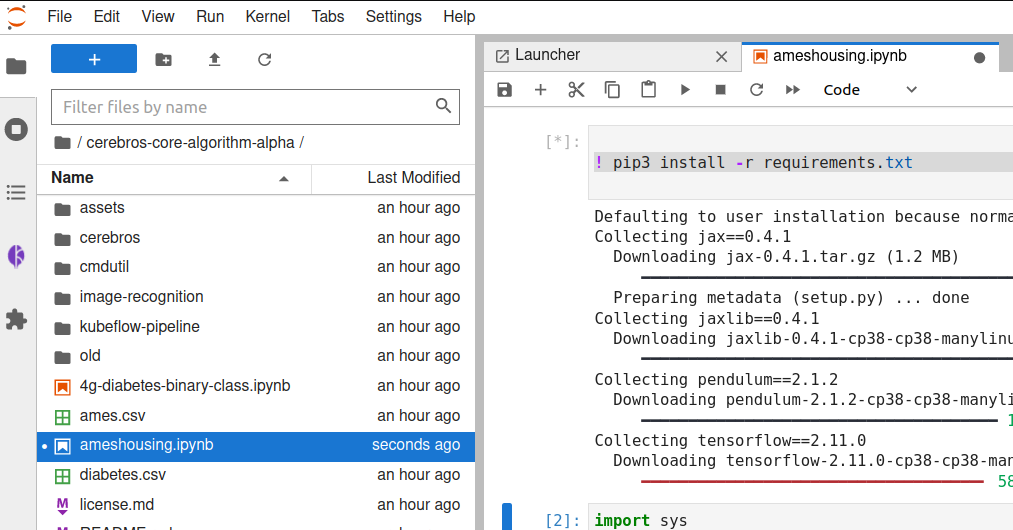 File Edit View Run Kernel Tabs Settings Help
Launcher
ameshousing.ipynb
Code
Filter files by name
/ cerebros-core-algorithm-alpha /
Name Last Modified
assets an hour ago
cerebros an hour ago
cmdutil an hour ago
image-recognition an hour ago
kubeflow-pipeline an hour ago
old an hour ago
4g-diabetes-binary-class.ipynb an hour ago
ames.csv an hour ago
ameshousing.ipynb seconds ago
diabetes.csv an hour ago
license.md an hour ago
[*]:
! pip3 install -r requirements.txt
Defaulting to user installation because norma
Collecting jax==0.4.1
Downloading jax-0.4.1.tar.gz (1.2 MB)
Preparing metadata (setup.py) ... done
Collecting jaxlib==0.4.1
Downloading jaxlib-0.4.1-cp38-cp38-manylinu
Collecting pendulum==2.1.2
Downloading pendulum-2.1.2-cp38-cp38-manyli
1
Collecting tensorflow==2.11.0
Downloading tensorflow-2.11.0-cp38-cp38-man
58
[2]: import sys